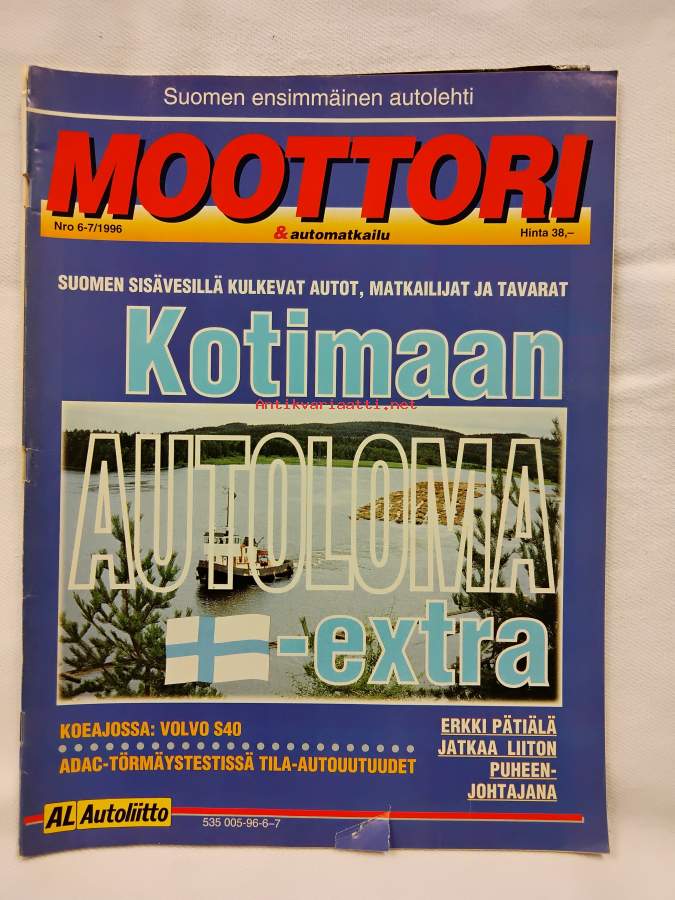 Suomen ensimmäinen autolehti
MOOTTORI
Nro 6-7/1996
& automatkailu
Hinta 38,–
SUOMEN SISÄVESILLÄ KULKEVAT AUTOT, MATKAILIJAT JA TAVARAT
Kotimaan
Antikvariaatti.net
AUTOLOMA
-extra
KOEAJOSSA: VOLVO S40
ADAC-TÖRMÄYSTESTISSÄ TILA-AUTOUUTUUDET
ERKKI PÄTIÄLÄ
JATKAA LIITON
PUHEEN-
JOHTAJANA
AL Autoliitto
535 005-96-6–7